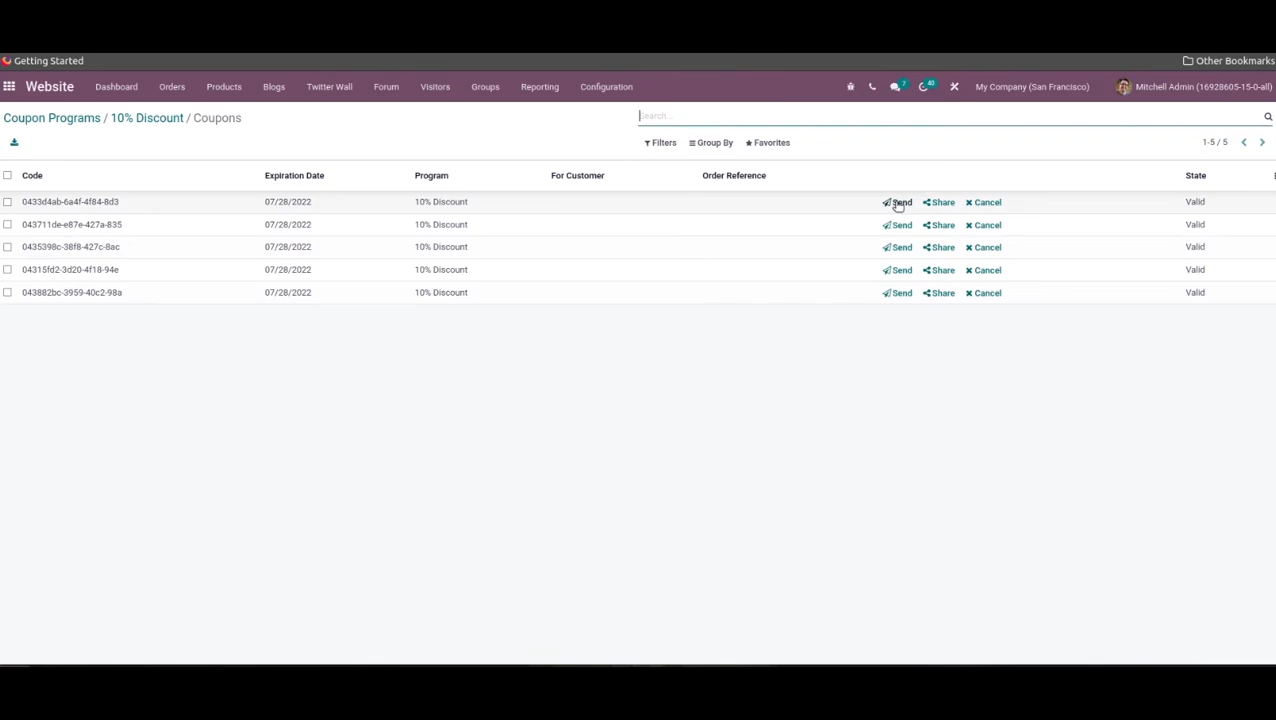 Getting Started Other Bookmarks
Website Dashboard Orders Products Blogs Twitter Wall Forum Visitors Groups Reporting Configuration 7 40 My Company (San Francisco) Mitchell Admin (16928605-15-0-all)
Coupon Programs / 10% Discount / Coupons Search...
Filters Group By Favorites 1-5 / 5
Code Expiration Date Program For Customer Order Reference State
0433d4ab-6a4f-4f84-8d3 07/28/2022 10% Discount Send Share Cancel Valid
043711de-e87e-427a-835 07/28/2022 10% Discount Send Share Cancel Valid
0435398c-38f8-427c-8ac 07/28/2022 10% Discount Send Share Cancel Valid
04315fd2-3d20-4f18-94e 07/28/2022 10% Discount Send Share Cancel Valid
043882bc-3959-40c2-98a 07/28/2022 10% Discount Send Share Cancel Valid